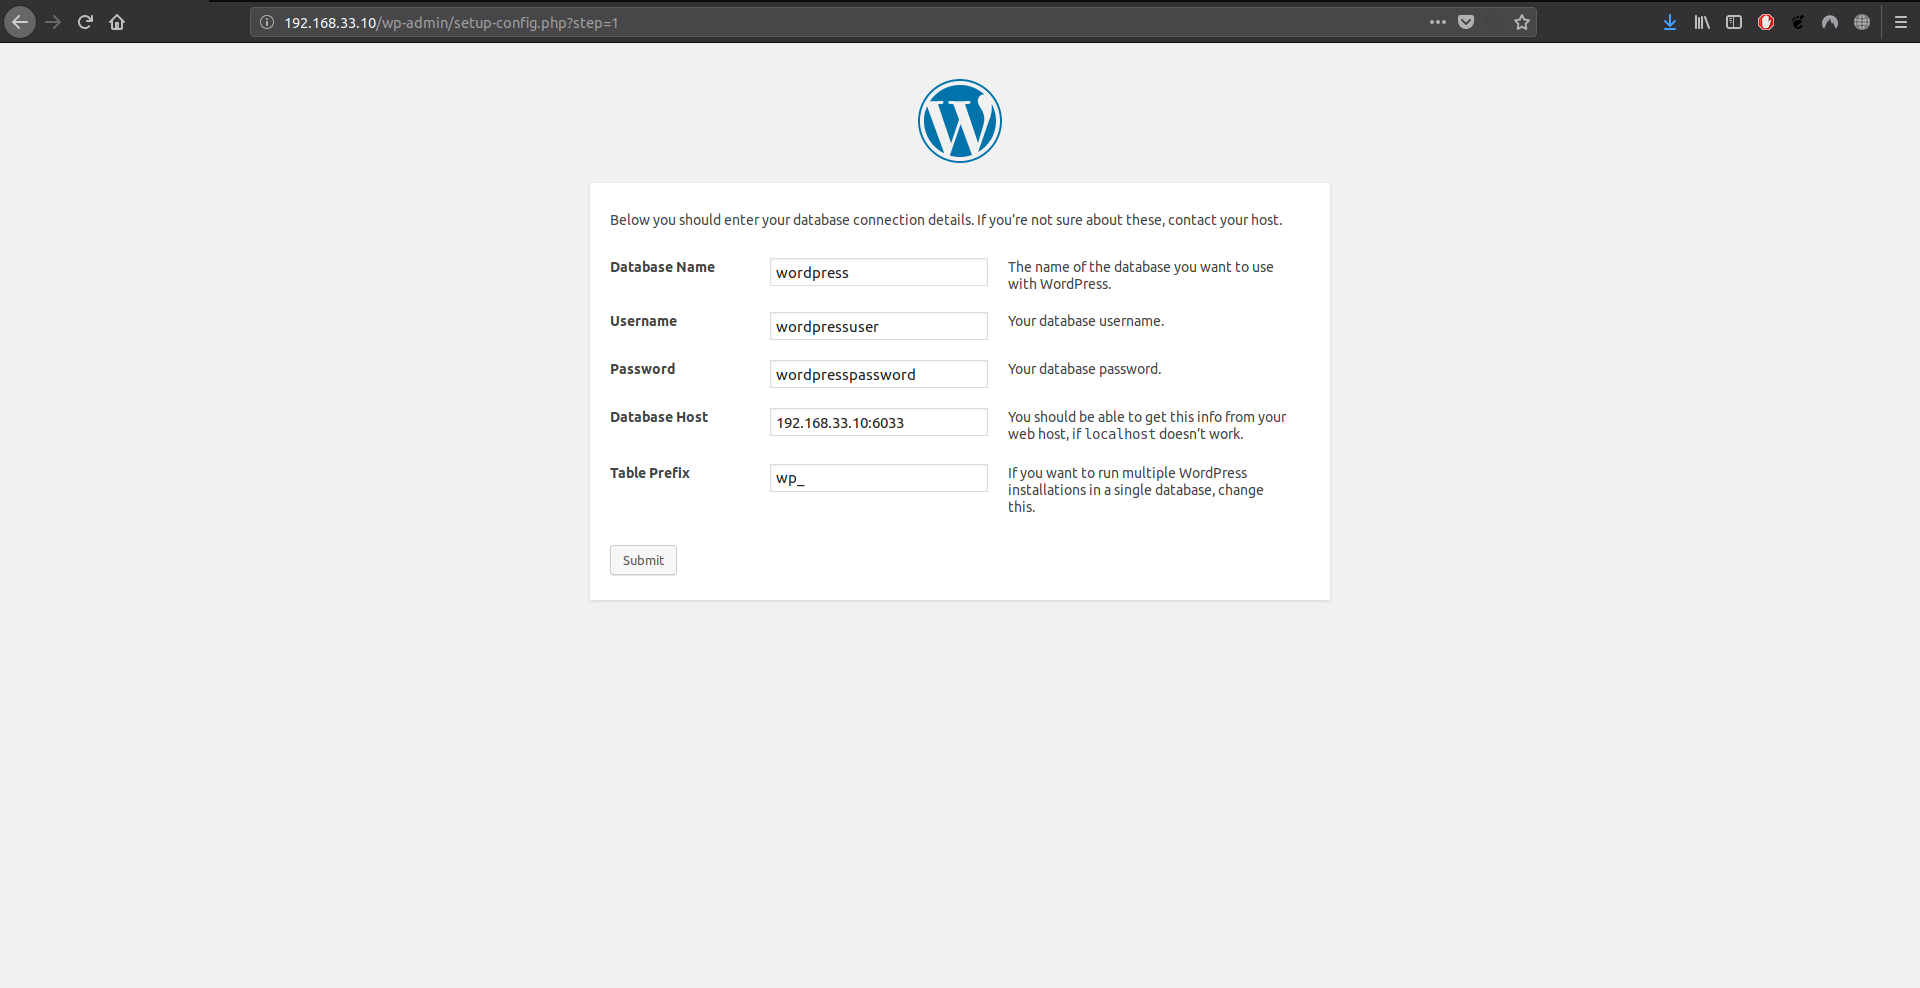 192.168.33.10/wp-admin/setup-config.php?step=1
Below you should enter your database connection details. If you’re not sure about these, contact your host.
Database Name
wordpress
The name of the database you want to use
with WordPress.
Username
wordpressuser
Your database username.
Password
wordpresspassword
Your database password.
Database Host
192.168.33.10:6033
You should be able to get this info from your
web host, if localhost doesn’t work.
Table Prefix
wp_
If you want to run multiple WordPress
installations in a single database, change
this.
Submit